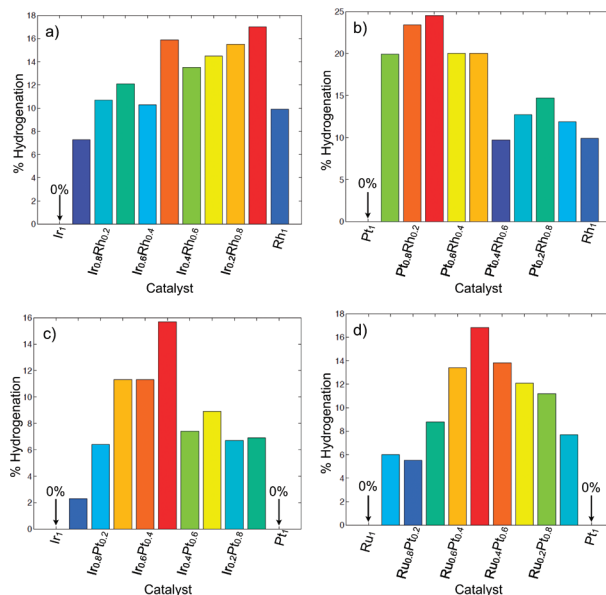 a)
% Hydrogenation
18
16
14
12
10
8
6
4
2
0
0%
Ir1
Ir0.8Rh0.2
Ir0.6Rh0.4
Ir0.4Rh0.6
Ir0.2Rh0.8
Rh1
Catalyst
b)
% Hydrogenation
25
20
15
10
5
0
0%
Pt1
Pt0.8Rh0.2
Pt0.6Rh0.4
Pt0.4Rh0.6
Pt0.2Rh0.8
Rh1
Catalyst
c)
% Hydrogenation
16
14
12
10
8
6
4
2
0
0%
0%
Ir1
Ir0.8Pt0.2
Ir0.6Pt0.4
Ir0.4Pt0.6
Ir0.2Pt0.8
Pt1
Catalyst
d)
% Hydrogenation
18
16
14
12
10
8
6
4
2
0
0%
0%
Ru1
Ru0.8Pt0.2
Ru0.6Pt0.4
Ru0.4Pt0.6
Ru0.2Pt0.8
Pt1
Catalyst